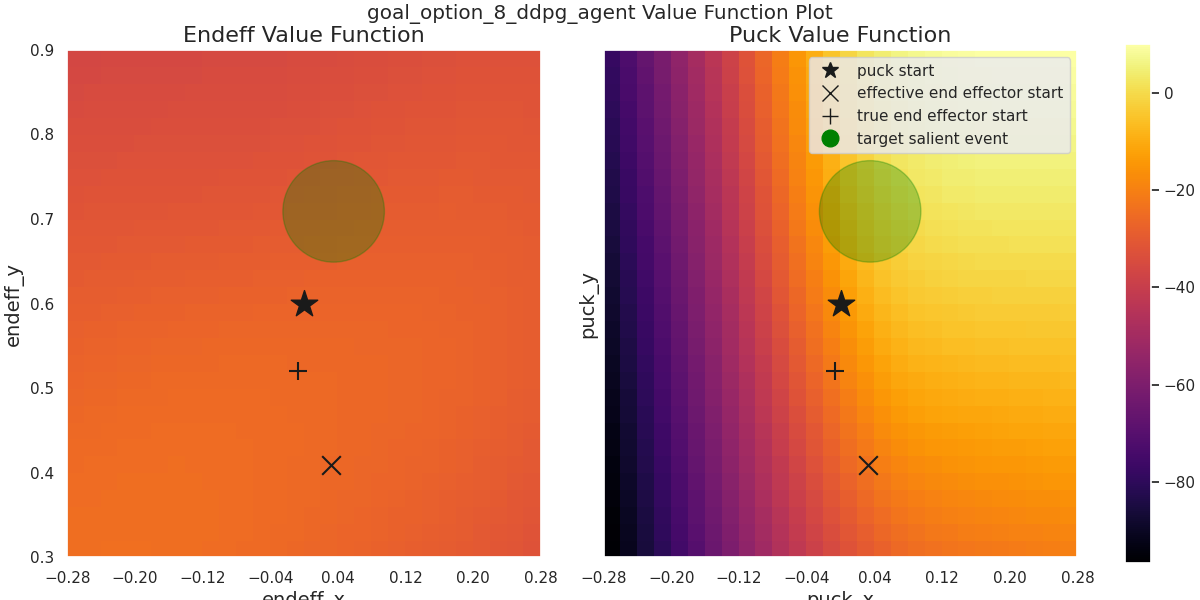 goal_option_8_ddpg_agent Value Function Plot
Endeff Value Function
Puck Value Function
0.9
0.8
0.7
0.6
0.5
0.4
0.3
endeff_y
−0.28 −0.20 −0.12 −0.04 0.04 0.12 0.20 0.28
endeff_x
puck_y
puck start
effective end effector start
true end effector start
target salient event
−0.28 −0.20 −0.12 −0.04 0.04 0.12 0.20 0.28
puck_x
0
−20
−40
−60
−80